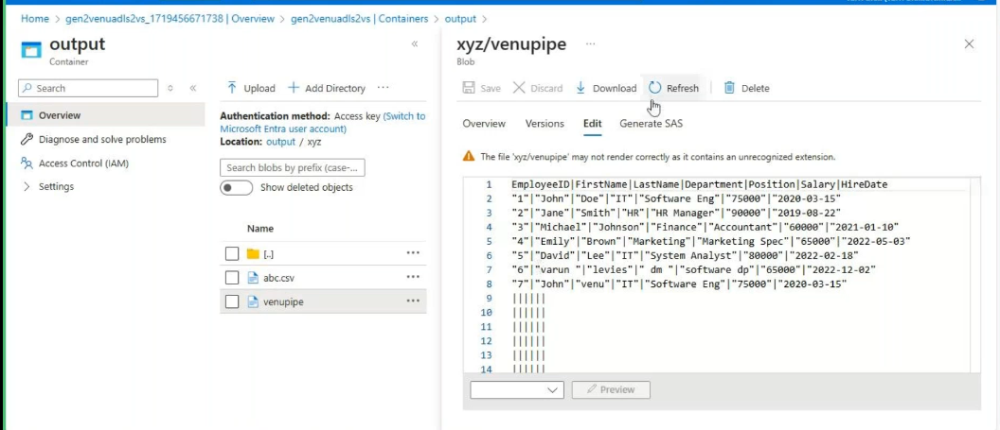 Home > gen2venuadls2vs_1719456671738 | Overview > gen2venuadls2vs | Containers > output >
output
Container
Search
Overview
Diagnose and solve problems
Access Control (IAM)
Settings
Upload + Add Directory ...
Authentication method: Access key (Switch to
Microsoft Entra user account)
Location: output / xyz
Search blobs by prefix (case-...
Show deleted objects
Name
[..]
abc.csv
venupipe
xyz/venupipe ...
Blob
Save Discard Download Refresh Delete
Overview Versions Edit Generate SAS
The file 'xyz/venupipe' may not render correctly as it contains an unrecognized extension.
1 EmployeeID|FirstName|LastName|Department|Position|Salary|HireDate
2 "1"|"John"|"Doe"|"IT"|"Software Eng"|"75000"|"2020-03-15"
3 "2"|"Jane"|"Smith"|"HR"|"HR Manager"|"90000"|"2019-08-22"
4 "3"|"Michael"|"Johnson"|"Finance"|"Accountant"|"60000"|"2021-01-10"
5 "4"|"Emily"|"Brown"|"Marketing"|"Marketing Spec"|"65000"|"2022-05-03"
6 "5"|"David"|"Lee"|"IT"|"System Analyst"|"80000"|"2022-02-18"
7 "6"|"varun "|"levies"|" dm "|"software dp"|"65000"|"2022-12-02"
8 "7"|"John"|"venu"|"IT"|"Software Eng"|"75000"|"2020-03-15"
9 ||||||
10 ||||||
11 ||||||
12 ||||||
13 ||||||
14 ||||||
Preview